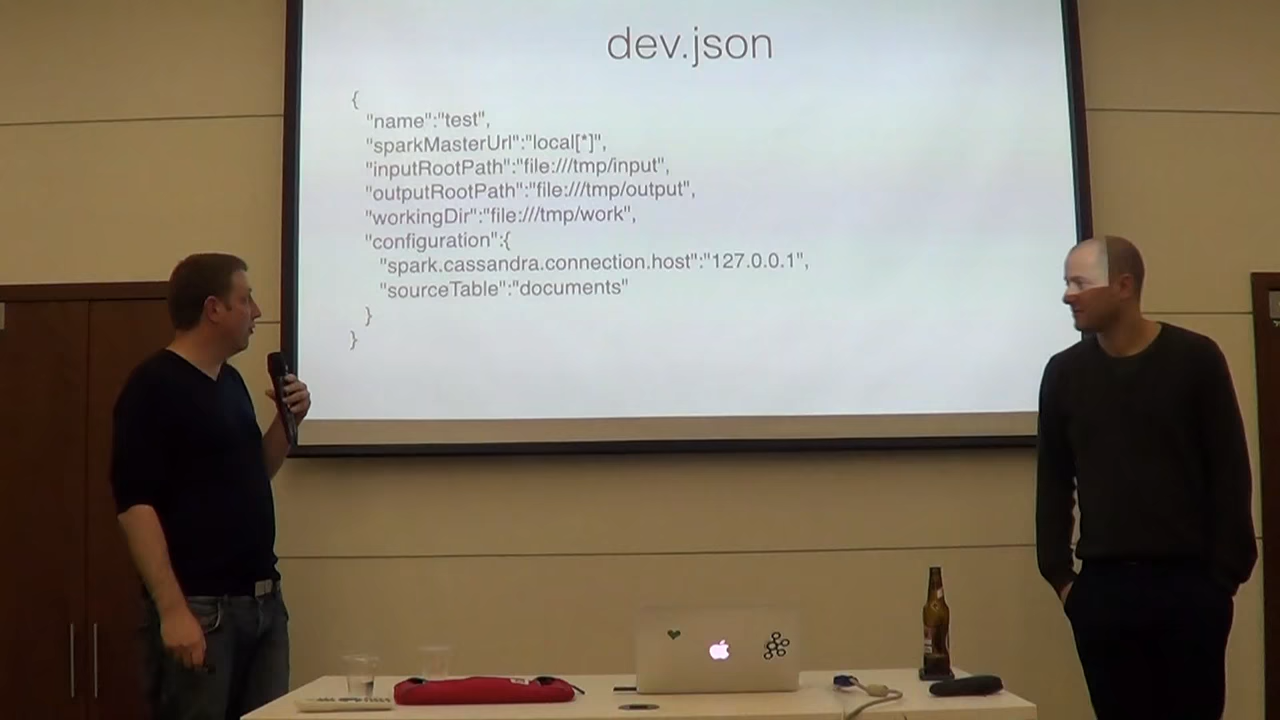 dev.json
{
"name":"test",
"sparkMasterUrl":"local[*]",
"inputRootPath":"file:///tmp/input",
"outputRootPath":"file:///tmp/output",
"workingDir":"file:///tmp/work",
"configuration":{
"spark.cassandra.connection.host":"127.0.0.1",
"sourceTable":"documents"
}
}